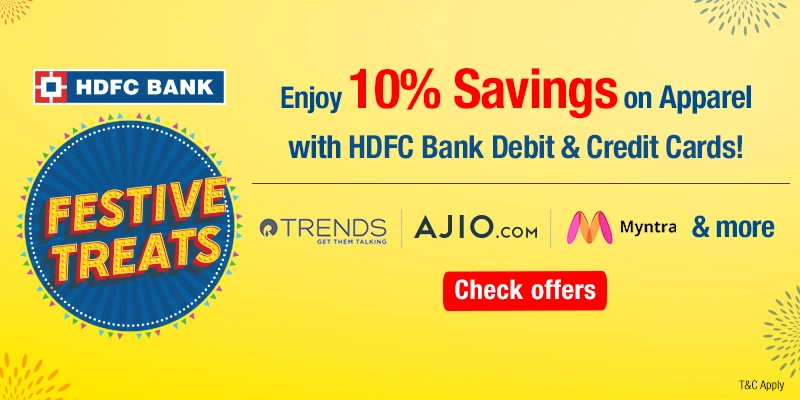 HDFC BANK
FESTIVE
TREATS
Enjoy 10% Savings on Apparel
with HDFC Bank Debit & Credit Cards!
TRENDS
GET THEM TALKING
AJIO.COM
Myntra
& more
Check offers
T&C Apply